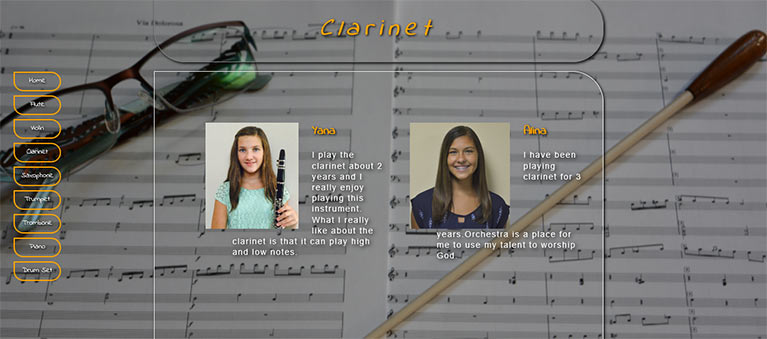 Via Dolorosa
Clarinet
Home
Flute
Violin
Clarinet
Saxophone
Trumpet
Trombone
Piano
Drum Set
Yana
I play the
clarinet about 2
years and I
really enjoy
playing this
instrument.
What I really
like about the
clarinet is that it can play high
and low notes.
Alina
I have been
playing
clarinet for 3
years Orchestra is a place for
me to use my talent to worship
God.